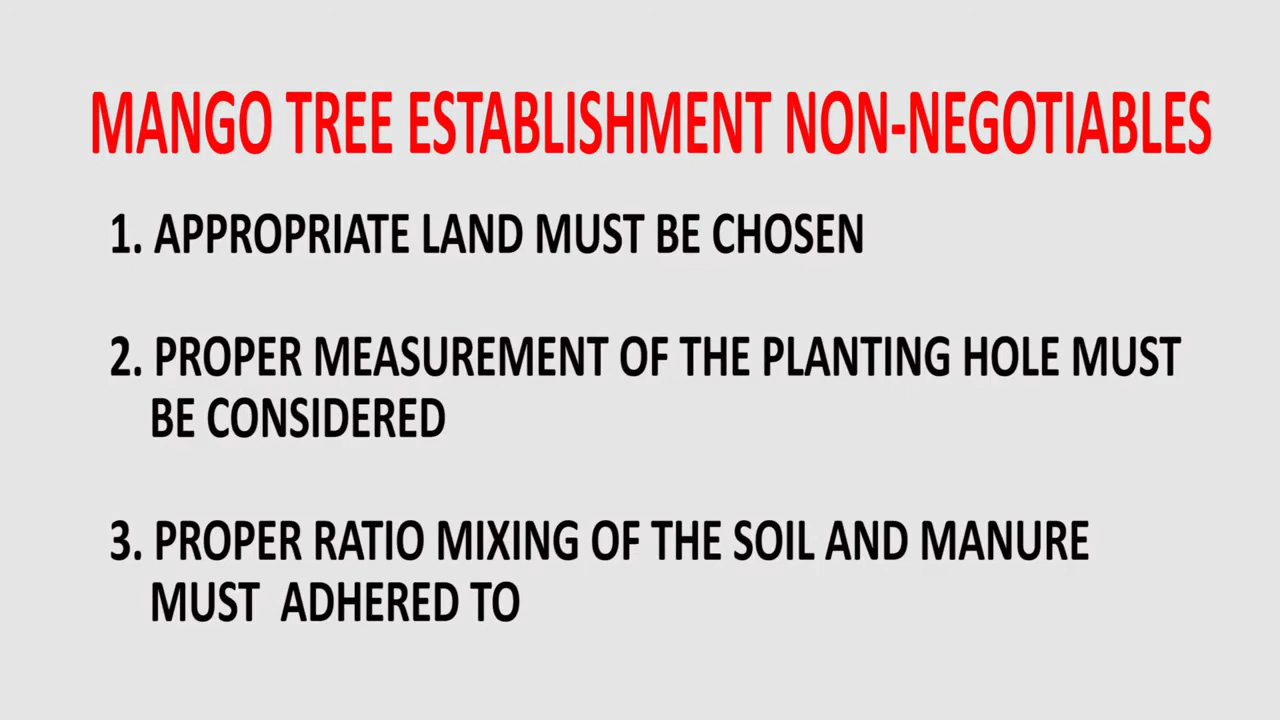 MANGO TREE ESTABLISHMENT NON-NEGOTIABLES
1. APPROPRIATE LAND MUST BE CHOSEN
2. PROPER MEASUREMENT OF THE PLANTING HOLE MUST
BE CONSIDERED
3. PROPER RATIO MIXING OF THE SOIL AND MANURE
MUST ADHERED TO